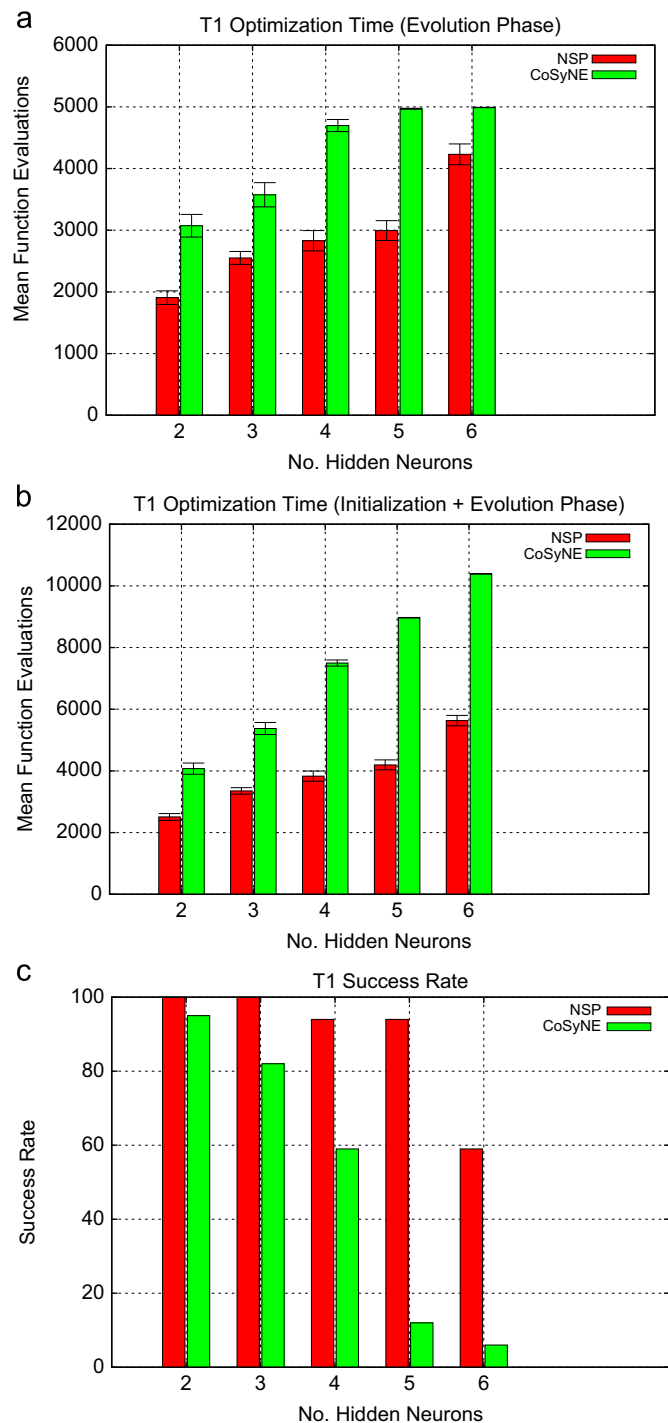 a
T1 Optimization Time (Evolution Phase)
6000
5000
4000
3000
2000
1000
0
Mean Function Evaluations
NSP
CoSyNE
2 3 4 5 6
No. Hidden Neurons
b
T1 Optimization Time (Initialization + Evolution Phase)
12000
10000
8000
6000
4000
2000
0
Mean Function Evaluations
NSP
CoSyNE
2 3 4 5 6
No. Hidden Neurons
c
T1 Success Rate
100
80
60
40
20
0
Success Rate
NSP
CoSyNE
2 3 4 5 6
No. Hidden Neurons